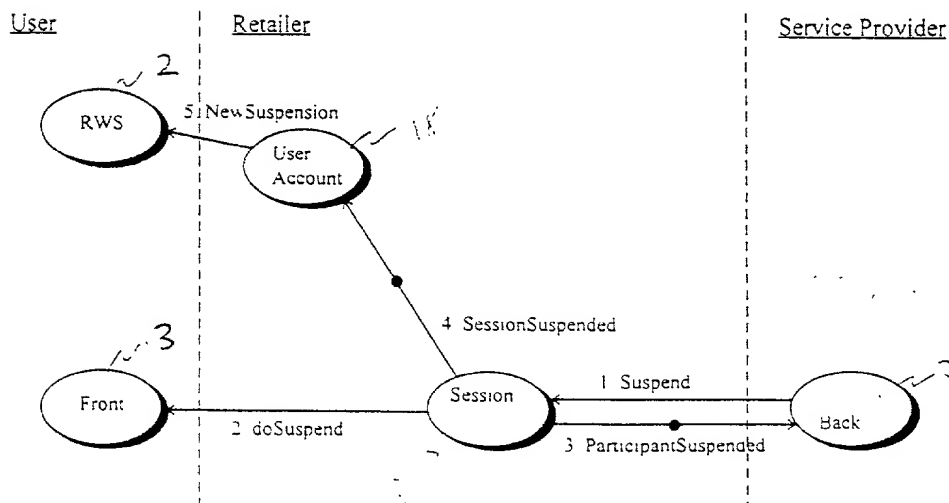 User
Retailer
Service Provider
2
RWS
5 NewSuspension
User
Account
18
4 SessionSuspended
3
Front
2 doSuspend
Session
1 Suspend
3 ParticipantSuspended
Back